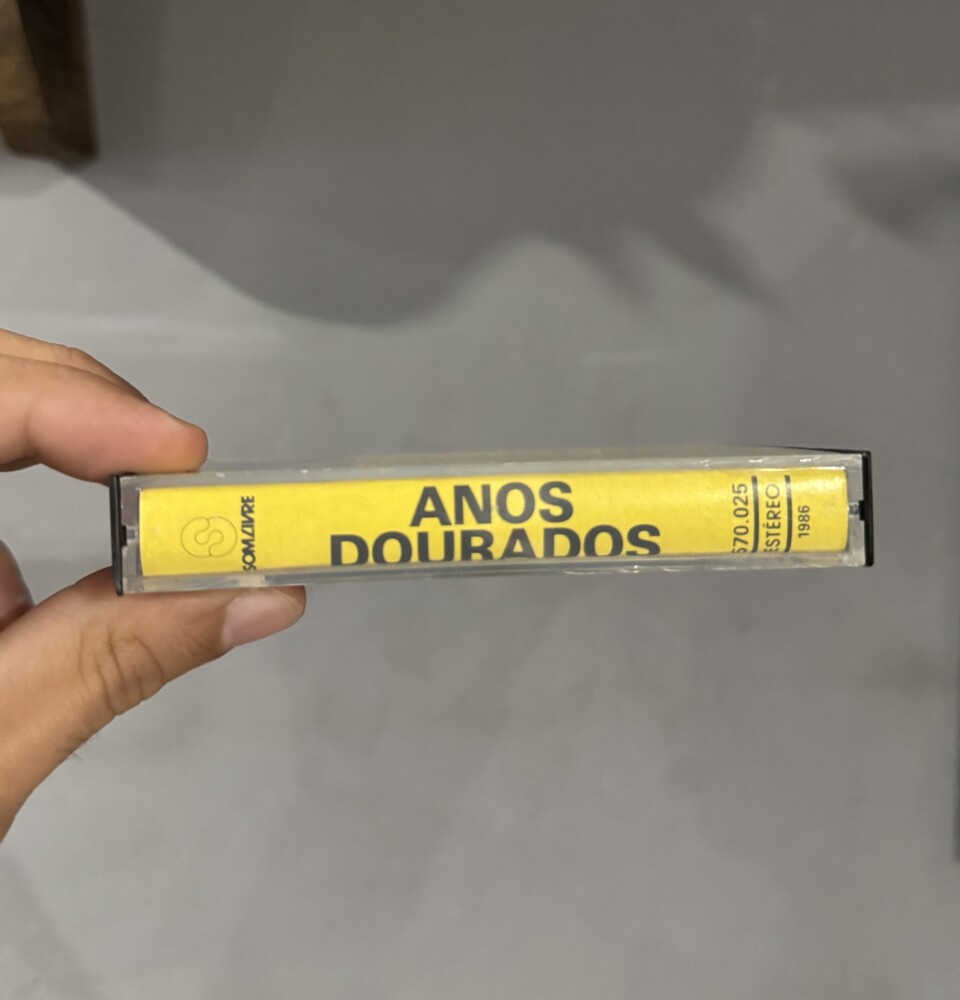 SOM LIVRE
ANOS
DOURADOS
570.025
ESTÉREO
1986